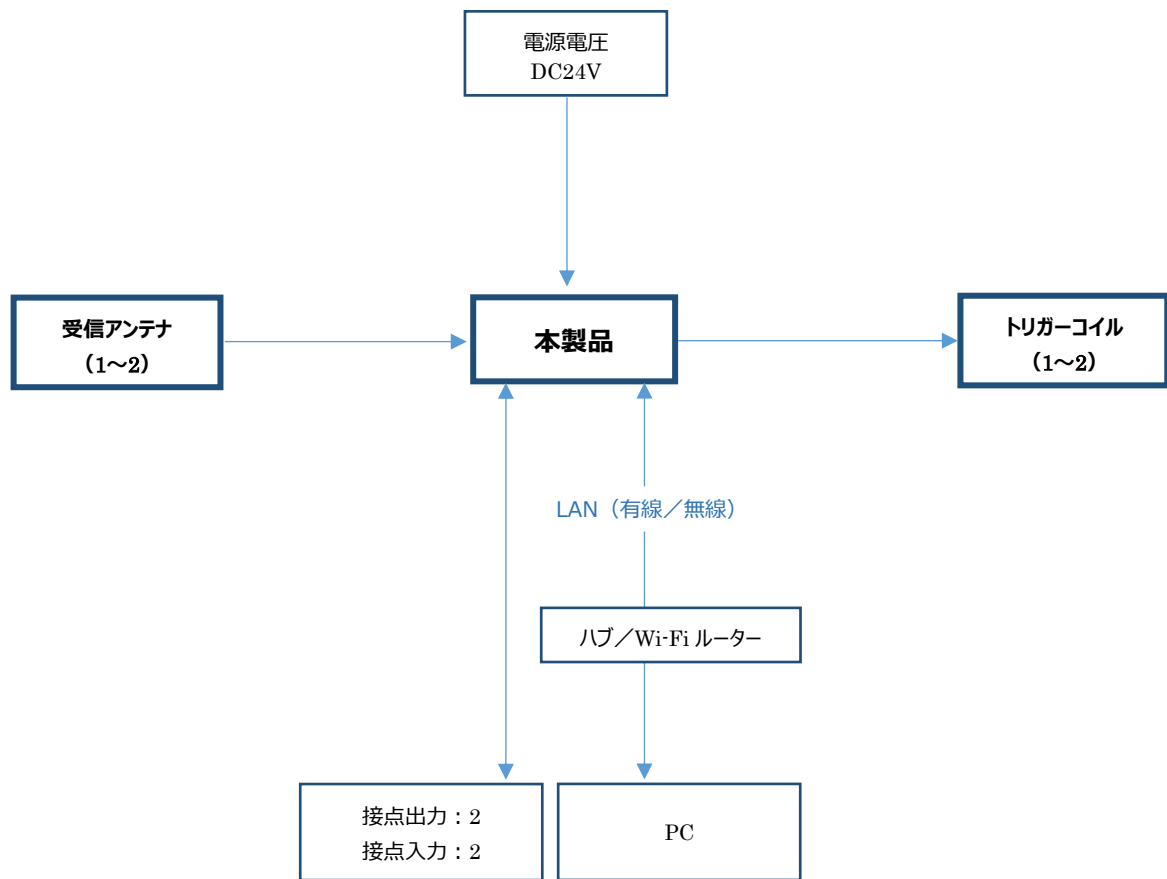 電源電圧
DC24V
受信アンテナ
（1～2）
本製品
トリガーコイル
（1～2）
LAN（有線／無線）
ハブ／Wi-Fi ルーター
接点出力：2
接点入力：2
PC